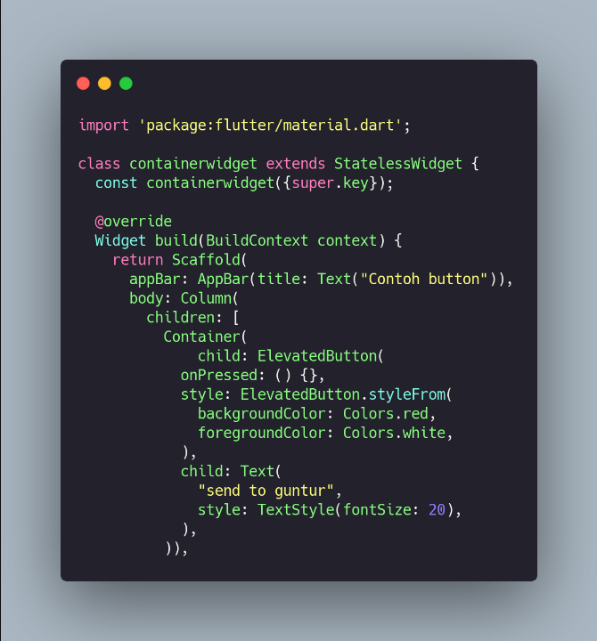 import 'package:flutter/material.dart';
class containerwidget extends StatelessWidget {
const containerwidget({super.key});
@override
Widget build(BuildContext context) {
return Scaffold(
appBar: AppBar(title: Text("Contoh button")),
body: Column(
children: [
Container(
child: ElevatedButton(
onPressed: () {},
style: ElevatedButton.styleFrom(
backgroundColor: Colors.red,
foregroundColor: Colors.white,
),
child: Text(
"send to guntur",
style: TextStyle(fontSize: 20),
),
)),